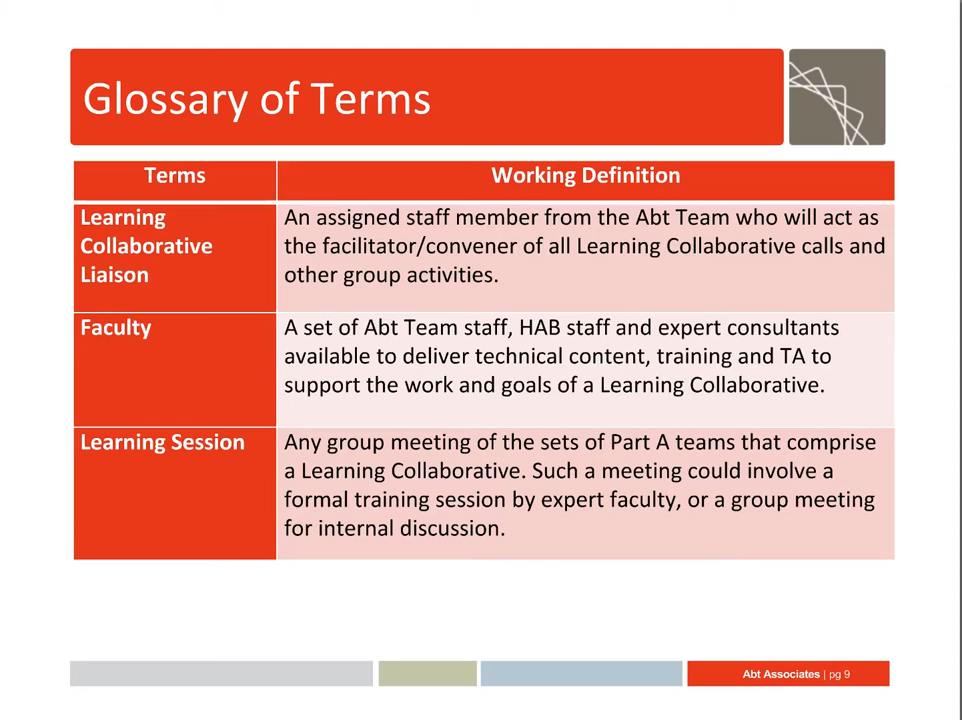 Glossary of Terms
Terms
Working Definition
Learning
Collaborative
Liaison
An assigned staff member from the Abt Team who will act as
the facilitator/convener of all Learning Collaborative calls and
other group activities.
Faculty
A set of Abt Team staff, HAB staff and expert consultants
available to deliver technical content, training and TA to
support the work and goals of a Learning Collaborative.
Learning Session
Any group meeting of the sets of Part A teams that comprise
a Learning Collaborative. Such a meeting could involve a
formal training session by expert faculty, or a group meeting
for internal discussion.
Abt Associates | pg 9